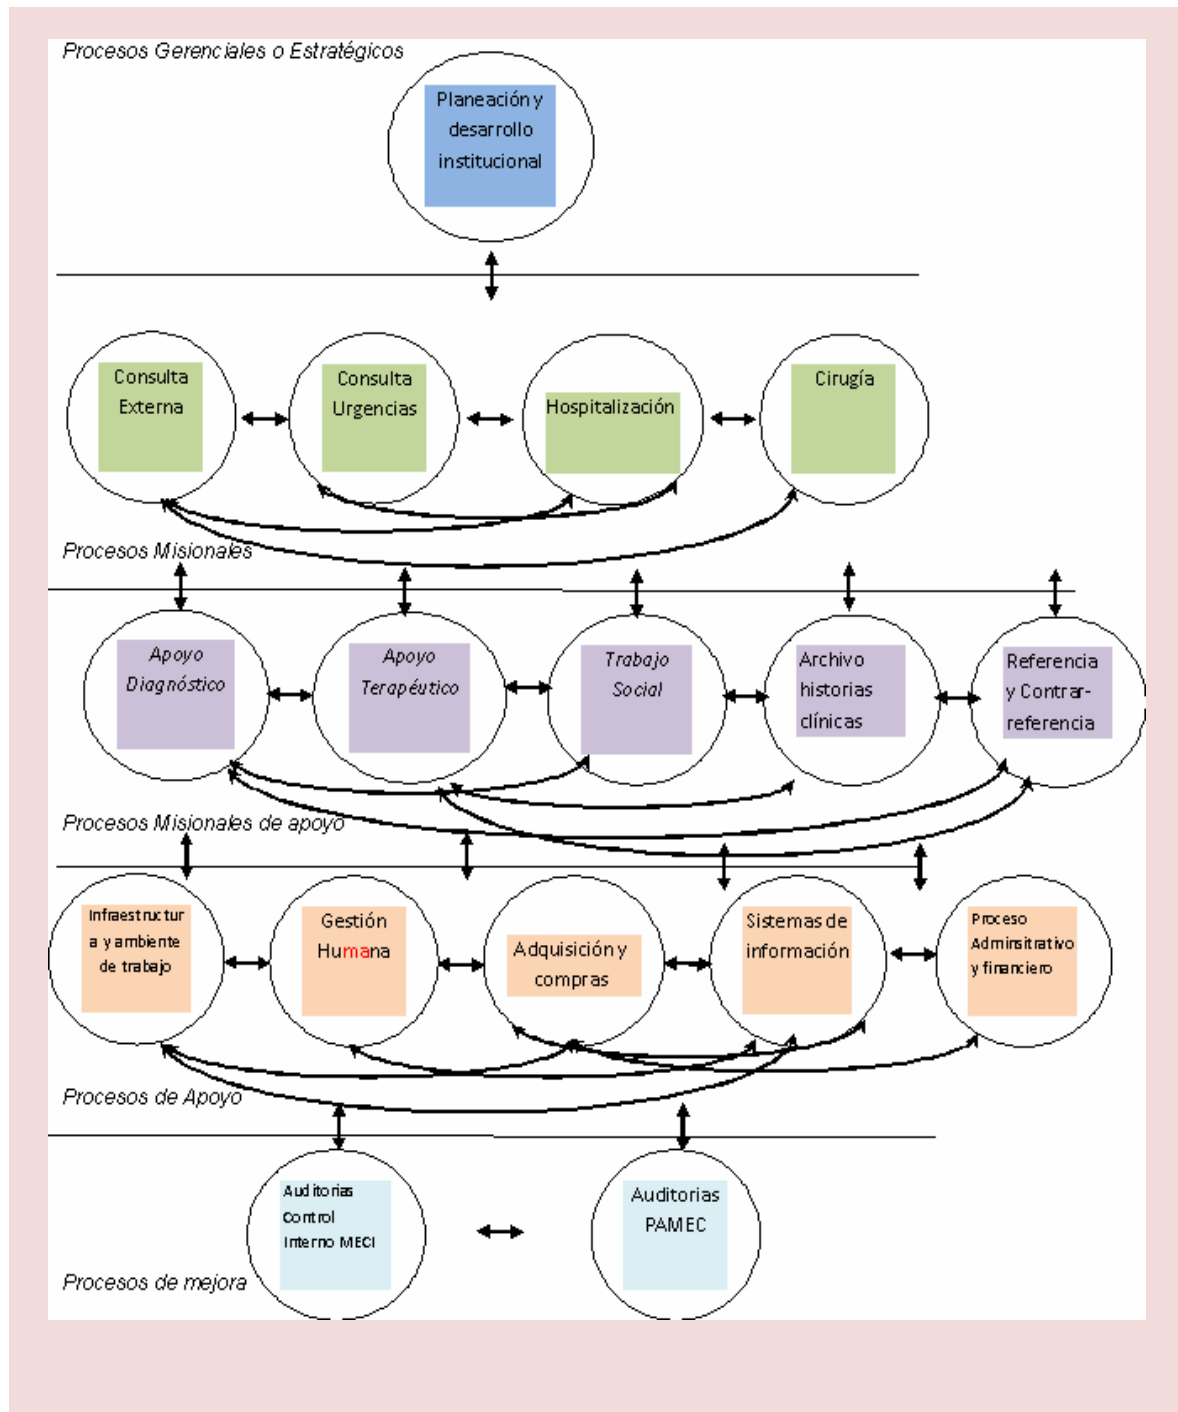 Procesos Gerenciales o Estratégicos
Planeación y
desarrollo
institucional
Consulta
Externa
Consulta
Urgencias
Hospitalización
Cirugía
Procesos Misionales
Apoyo
Diagnóstico
Apoyo
Terapéutico
Trabajo
Social
Archivo
historias
clínicas
Referencia
y Contrar-
referencia
Procesos Misionales de apoyo
Infraestructur
a y ambiente
de trabajo
Gestión
Humana
Adquisición y
compras
Sistemas de
información
Proceso
Adminsitrativo
y financiero
Procesos de Apoyo
Auditorias
Control
Interno MECI
Auditorias
PAMEC
Procesos de mejora